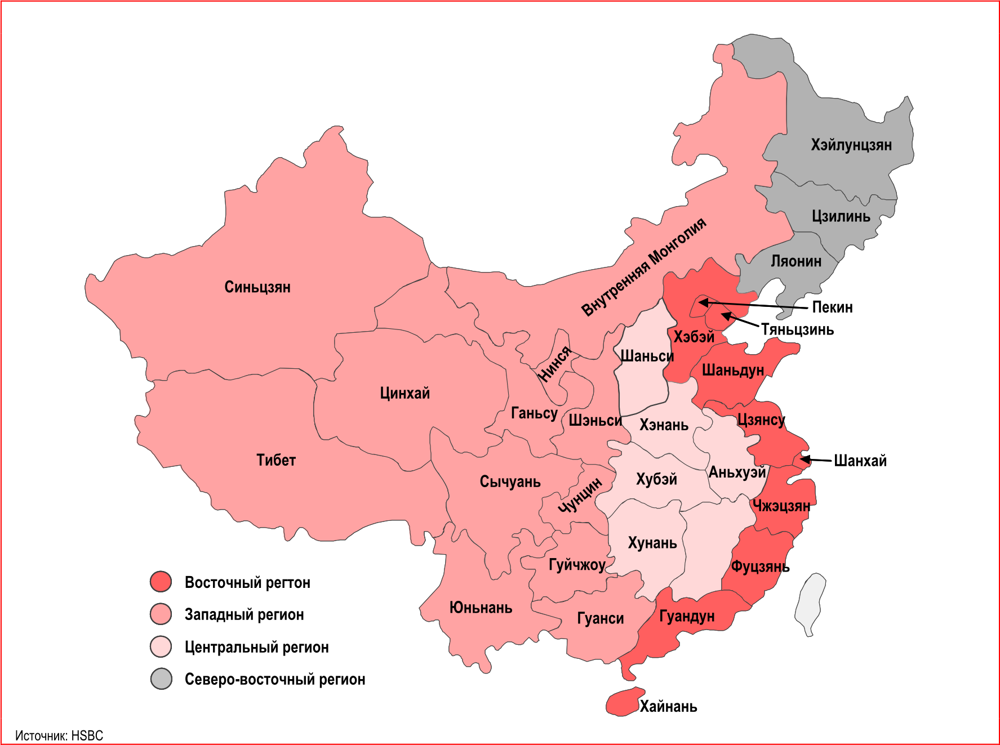 Хэйлунцзян
Цзилинь
Ляонин
Внутренняя Монголия
Синьцзян
Пекин
Тяньцзинь
Хэбэй
Шаньси
Нинся
Шаньдун
Цинхай
Ганьсу
Шэньси
Хэнань
Цзянсу
Тибет
Шанхай
Сычуань
Чунцин
Хубэй
Аньхуэй
Чжэцзян
Хунань
Гуйчжоу
Фуцзянь
Юньнань
Гуанси
Гуандун
Хайнань
Восточный регтон
Западный регион
Центральный регион
Северо-восточный регион
Источник: HSBC